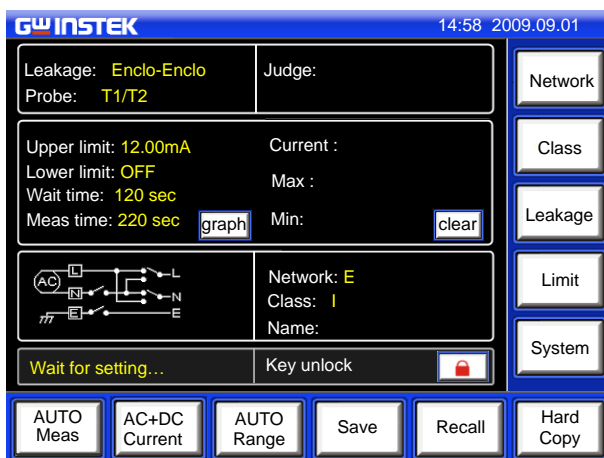 GWINSTEK 14:58 2009.09.01
Leakage: Enclo-Enclo
Probe: T1/T2
Judge:
Upper limit: 12.00mA
Lower limit: OFF
Wait time: 120 sec
Meas time: 220 sec
graph
Current :
Max :
Min:
clear
AC
L
N
E
L
N
E
Network: E
Class: I
Name:
Wait for setting...
Key unlock
Network
Class
Leakage
Limit
System
AUTO
Meas
AC+DC
Current
AUTO
Range
Save
Recall
Hard
Copy